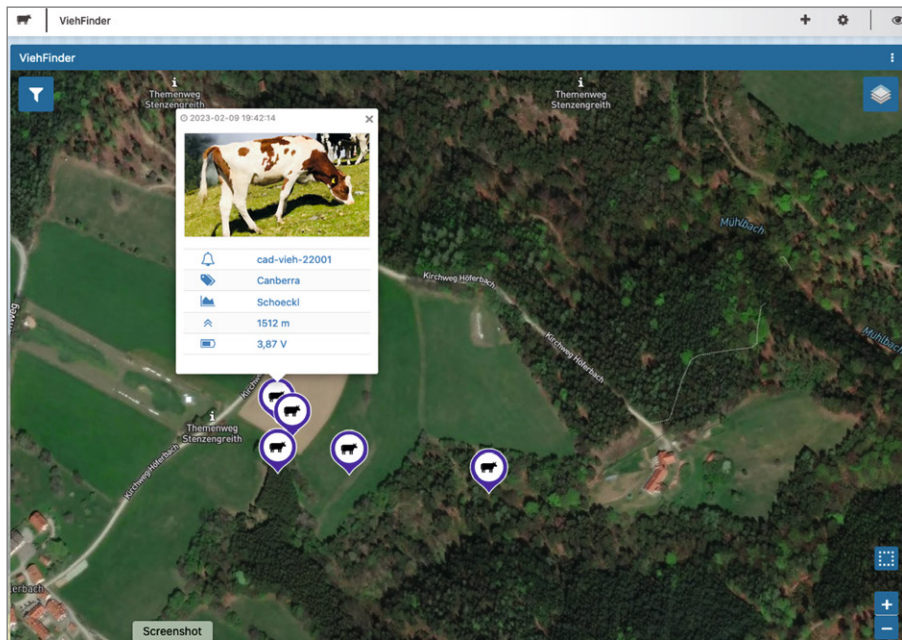 ViehFinder
ViehFinder
Themenweg
Stenzengreith
Themenweg
Stenzengreith
2023-02-09 19:42:14
cad-vieh-22001
Canberra
Schoeckl
1512 m
3,87 V
Mühlbach
Mühlbach
Kirchweg Höferbach
Kirchweg Höferbach
Themenweg
Stenzengreith
Kirchweg Höferbach
Screenshot